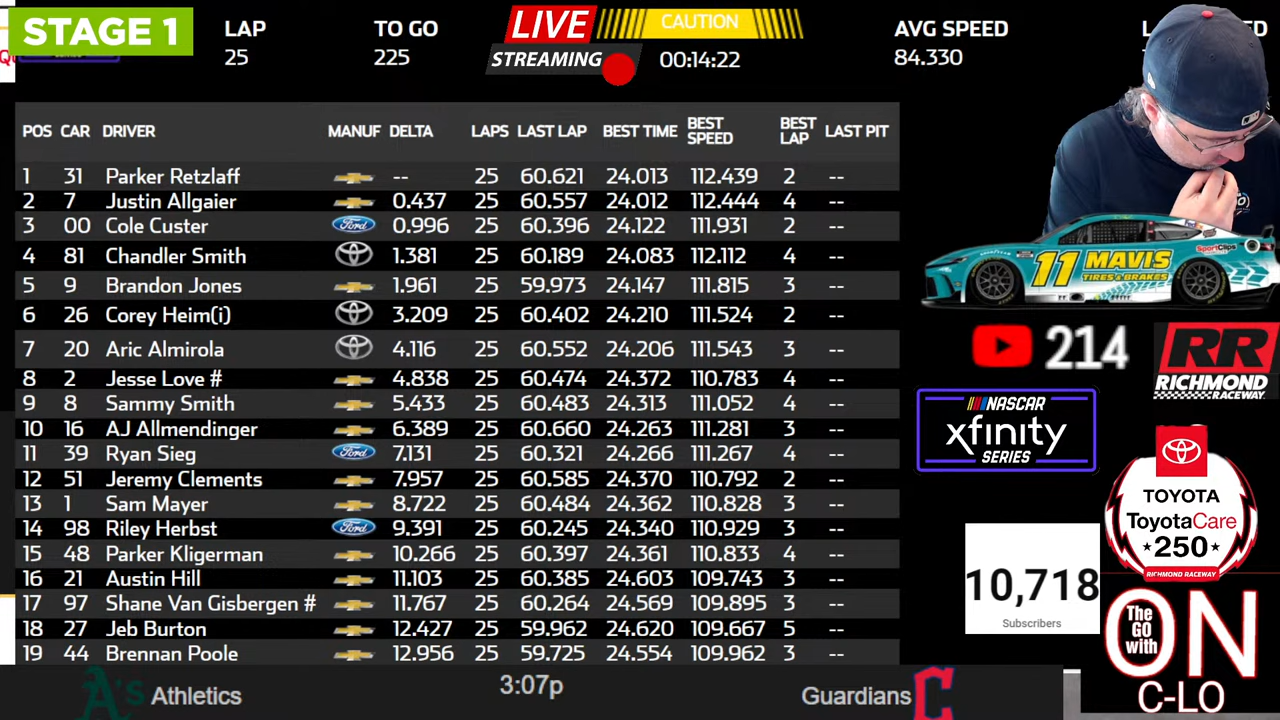 STAGE 1
LAP
25
TO GO
225
LIVE
STREAMING
CAUTION
00:14:22
AVG SPEED
84.330
POS CAR DRIVER MANUF DELTA LAPS LAST LAP BEST TIME BEST SPEED BEST LAP LAST PIT
1 31 Parker Retzlaff -- 25 60.621 24.013 112.439 2 --
2 7 Justin Allgaier 0.437 25 60.557 24.012 112.444 4 --
3 00 Cole Custer Ford 0.996 25 60.396 24.122 111.931 2 --
4 81 Chandler Smith 1.381 25 60.189 24.083 112.112 4 --
5 9 Brandon Jones 1.961 25 59.973 24.147 111.815 3 --
6 26 Corey Heim(i) 3.209 25 60.402 24.210 111.524 2 --
7 20 Aric Almirola 4.116 25 60.552 24.206 111.543 3 --
8 2 Jesse Love # 4.838 25 60.474 24.372 110.783 4 --
9 8 Sammy Smith 5.433 25 60.483 24.313 111.052 4 --
10 16 AJ Allmendinger 6.389 25 60.660 24.263 111.281 3 --
11 39 Ryan Sieg Ford 7.131 25 60.321 24.266 111.267 4 --
12 51 Jeremy Clements 7.957 25 60.585 24.370 110.792 2 --
13 1 Sam Mayer 8.722 25 60.484 24.362 110.828 3 --
14 98 Riley Herbst Ford 9.391 25 60.245 24.340 110.929 3 --
15 48 Parker Kligerman 10.266 25 60.397 24.361 110.833 4 --
16 21 Austin Hill 11.103 25 60.385 24.603 109.743 3 --
17 97 Shane Van Gisbergen # 11.767 25 60.264 24.569 109.895 3 --
18 27 Jeb Burton 12.427 25 59.962 24.620 109.667 5 --
19 44 Brennan Poole 12.956 25 59.725 24.554 109.962 3 --
11 MAVIS
TIRES & BRAKES
SportClips
214
RR
RICHMOND
RACEWAY
NASCAR
xfinity
SERIES
TOYOTA
ToyotaCare
250
RICHMOND RACEWAY
10,718
Subscribers
The GO with
ON
C-LO
A's Athletics
3:07p
Guardians C